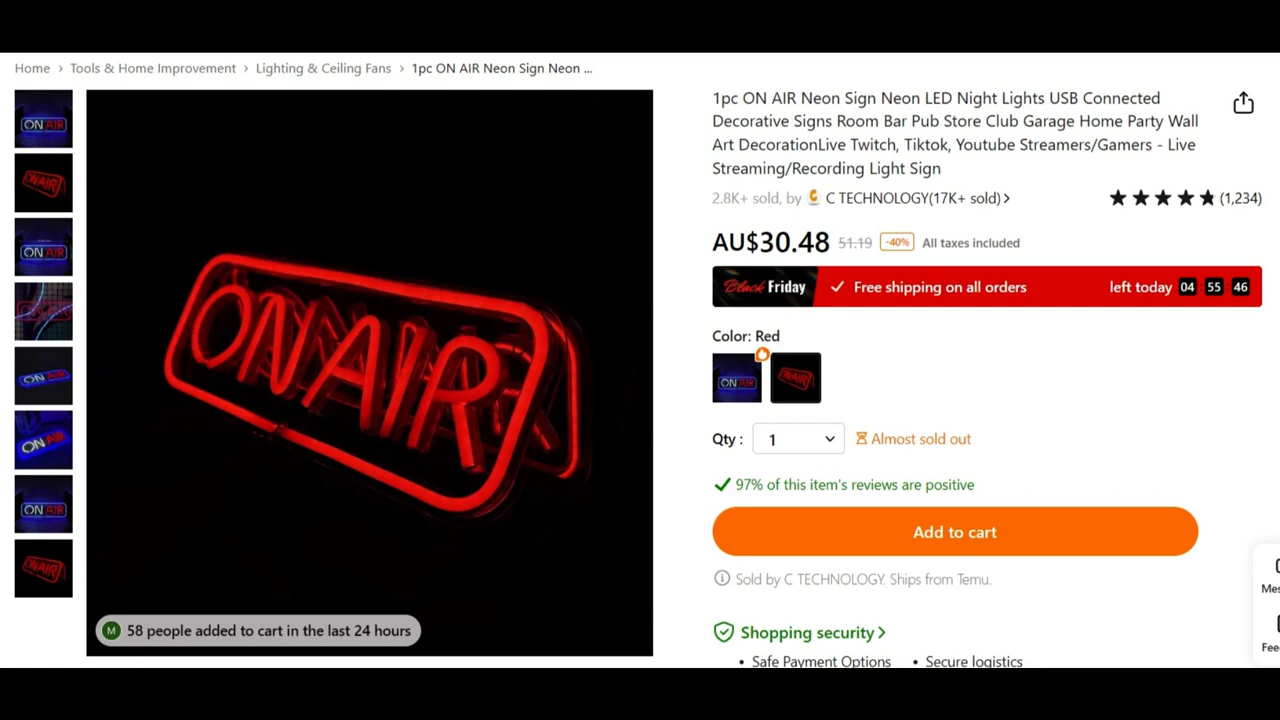 Home > Tools & Home Improvement > Lighting & Ceiling Fans > 1pc ON AIR Neon Sign Neon ...
1pc ON AIR Neon Sign Neon LED Night Lights USB Connected
Decorative Signs Room Bar Pub Store Club Garage Home Party Wall
Art DecorationLive Twitch, Tiktok, Youtube Streamers/Gamers - Live
Streaming/Recording Light Sign
2.8K+ sold, by C TECHNOLOGY(17K+ sold) >
(1,234)
AU$30.48 51.19 -40% All taxes included
Black Friday ✓ Free shipping on all orders left today 04 55 46
Color: Red
ON AIR
ON AIR
ON AIR
Qty : 1 Almost sold out
97% of this item's reviews are positive
Add to cart
Sold by C TECHNOLOGY. Ships from Temu.
M 58 people added to cart in the last 24 hours
Shopping security >
• Safe Payment Options • Secure logistics
ON AIR
ON AIR
ON AIR
ON AIR
ON AIR
ON AIR
ON AIR